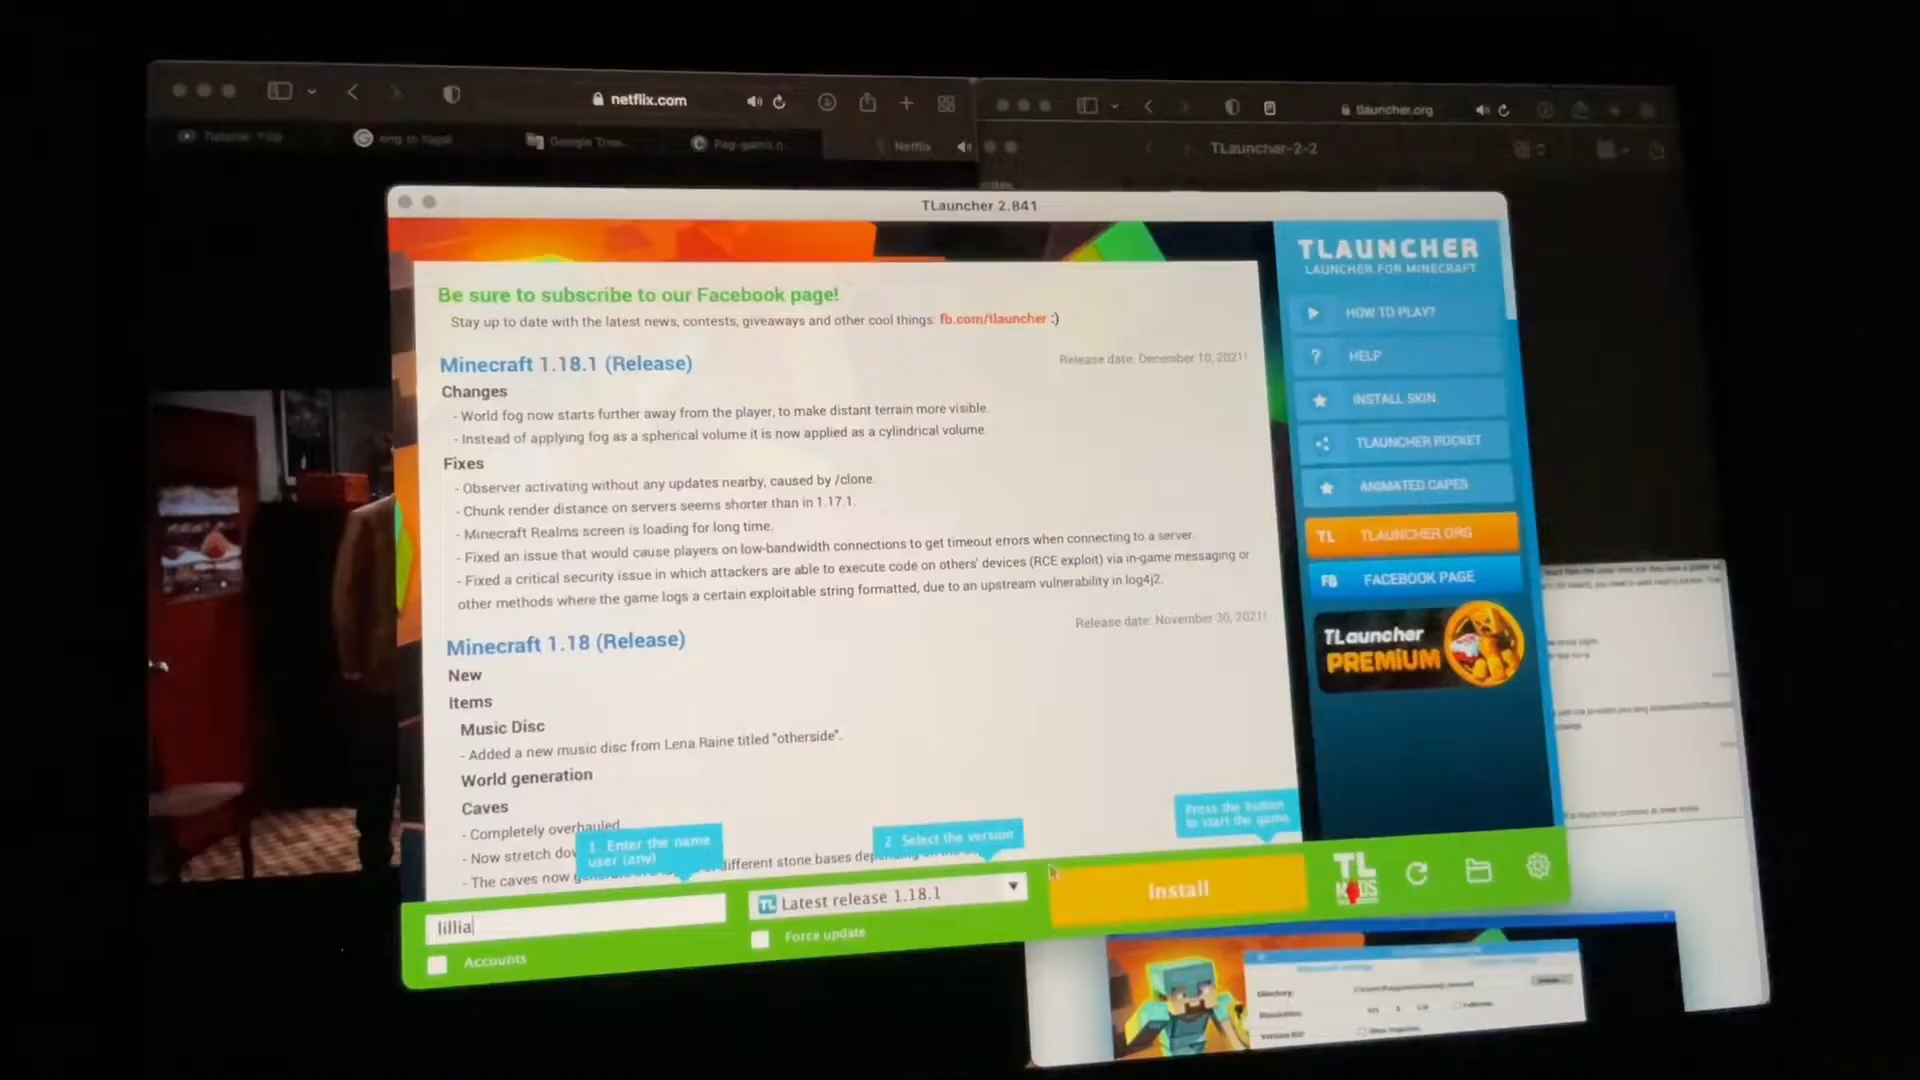 netflix.com
tlauncher.org
Netflix
TLauncher-2-2
TLauncher 2.841
Be sure to subscribe to our Facebook page!
Stay up to date with the latest news, contests, giveaways and other cool things: fb.com/tlauncher :)
Minecraft 1.18.1 (Release)
Release date: December 10, 2021!
Changes
- World fog now starts further away from the player, to make distant terrain more visible.
- Instead of applying fog as a spherical volume it is now applied as a cylindrical volume.
Fixes
- Observer activating without any updates nearby, caused by /clone.
- Chunk render distance on servers seems shorter than in 1.17.1.
- Minecraft Realms screen is loading for long time.
- Fixed an issue that would cause players on low-bandwidth connections to get timeout errors when connecting to a server.
- Fixed a critical security issue in which attackers are able to execute code on others' devices (RCE exploit) via in-game messaging or
other methods where the game logs a certain exploitable string formatted, due to an upstream vulnerability in log4j2.
Minecraft 1.18 (Release)
Release date: November 30, 2021!
New
Items
Music Disc
- Added a new music disc from Lena Raine titled "otherside".
World generation
Caves
- Completely overhauled
- Now stretch
- The caves now
different stone bases
1. Enter the name
user (any)
2. Select the version
Press the button
to start the game
lillia
Accounts
TL Latest release 1.18.1
Force update
Install
TL
KIDS
TLAUNCHER
LAUNCHER FOR MINECRAFT
HOW TO PLAY?
? HELP
INSTALL SKIN
TLAUNCHER POCKET
ANIMATED CAPES
TL TLAUNCHER.ORG
FB FACEBOOK PAGE
TLauncher
PREMIUM